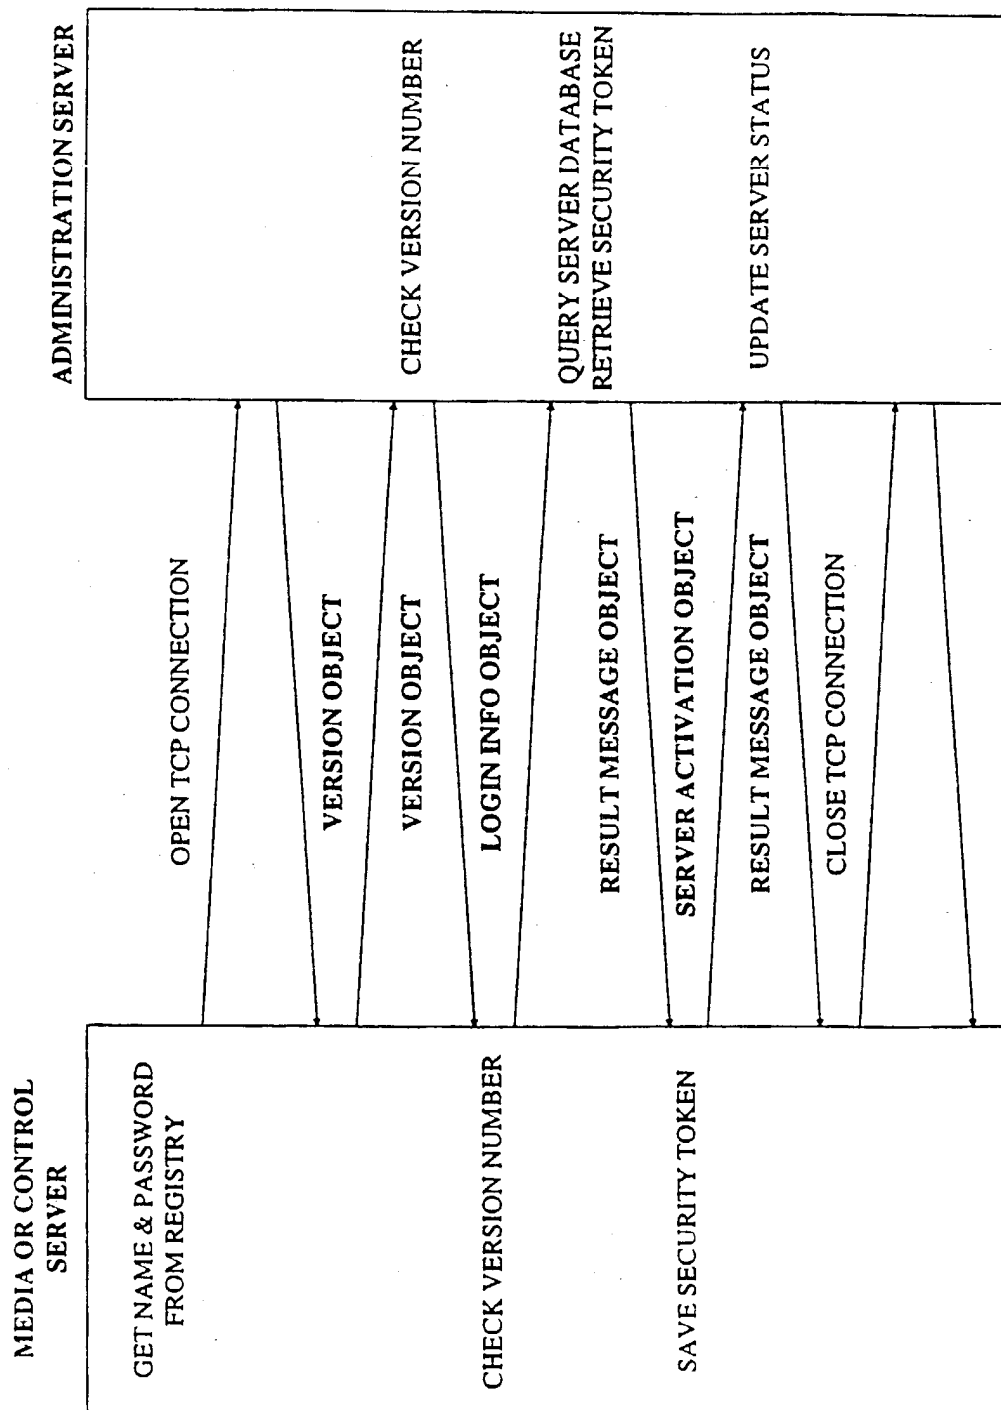 MEDIA OR CONTROL
SERVER
ADMINISTRATION SERVER
GET NAME & PASSWORD
FROM REGISTRY
OPEN TCP CONNECTION
VERSION OBJECT
VERSION OBJECT
CHECK VERSION NUMBER
CHECK VERSION NUMBER
LOGIN INFO OBJECT
QUERY SERVER DATABASE
RETRIEVE SECURITY TOKEN
RESULT MESSAGE OBJECT
SAVE SECURITY TOKEN
SERVER ACTIVATION OBJECT
UPDATE SERVER STATUS
RESULT MESSAGE OBJECT
CLOSE TCP CONNECTION